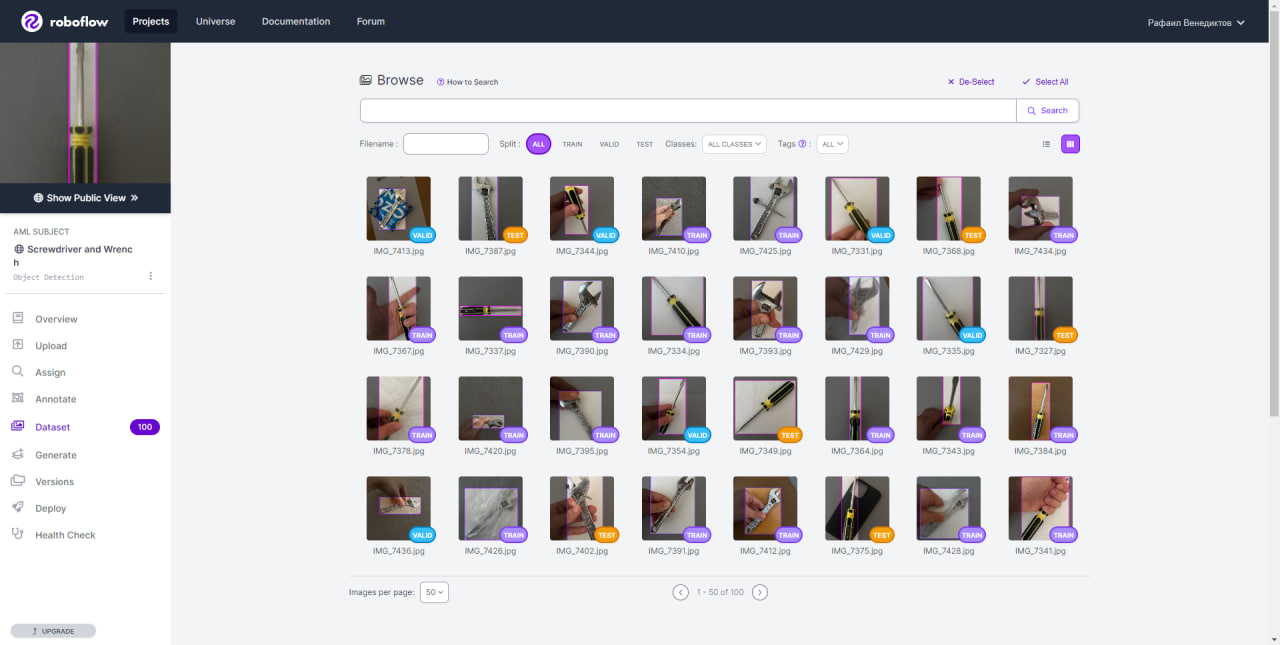 roboflow Projects Universe Documentation Forum Рафаил Венедиктов
Browse How to Search De-Select Select All
Search
Filename : Split : ALL TRAIN VALID TEST Classes: ALL CLASSES Tags : ALL
Show Public View
AML SUBJECT
Screwdriver and Wrenc
h
Object Detection
Overview
Upload
Assign
Annotate
Dataset 100
Generate
Versions
Deploy
Health Check
UPGRADE
VALID TEST VALID TRAIN TRAIN VALID TEST TRAIN
IMG_7413.jpg IMG_7387.jpg IMG_7344.jpg IMG_7410.jpg IMG_7425.jpg IMG_7331.jpg IMG_7368.jpg IMG_7434.jpg
TRAIN TRAIN TRAIN TRAIN TRAIN TRAIN VALID TEST
IMG_7367.jpg IMG_7337.jpg IMG_7390.jpg IMG_7334.jpg IMG_7393.jpg IMG_7429.jpg IMG_7335.jpg IMG_7327.jpg
TRAIN TRAIN TRAIN VALID TEST TRAIN TRAIN TRAIN
IMG_7378.jpg IMG_7420.jpg IMG_7395.jpg IMG_7354.jpg IMG_7349.jpg IMG_7364.jpg IMG_7343.jpg IMG_7384.jpg
VALID TRAIN TEST TRAIN TRAIN TEST TRAIN TRAIN
IMG_7436.jpg IMG_7426.jpg IMG_7402.jpg IMG_7391.jpg IMG_7412.jpg IMG_7375.jpg IMG_7428.jpg IMG_7341.jpg
Images per page: 50 1 - 50 of 100